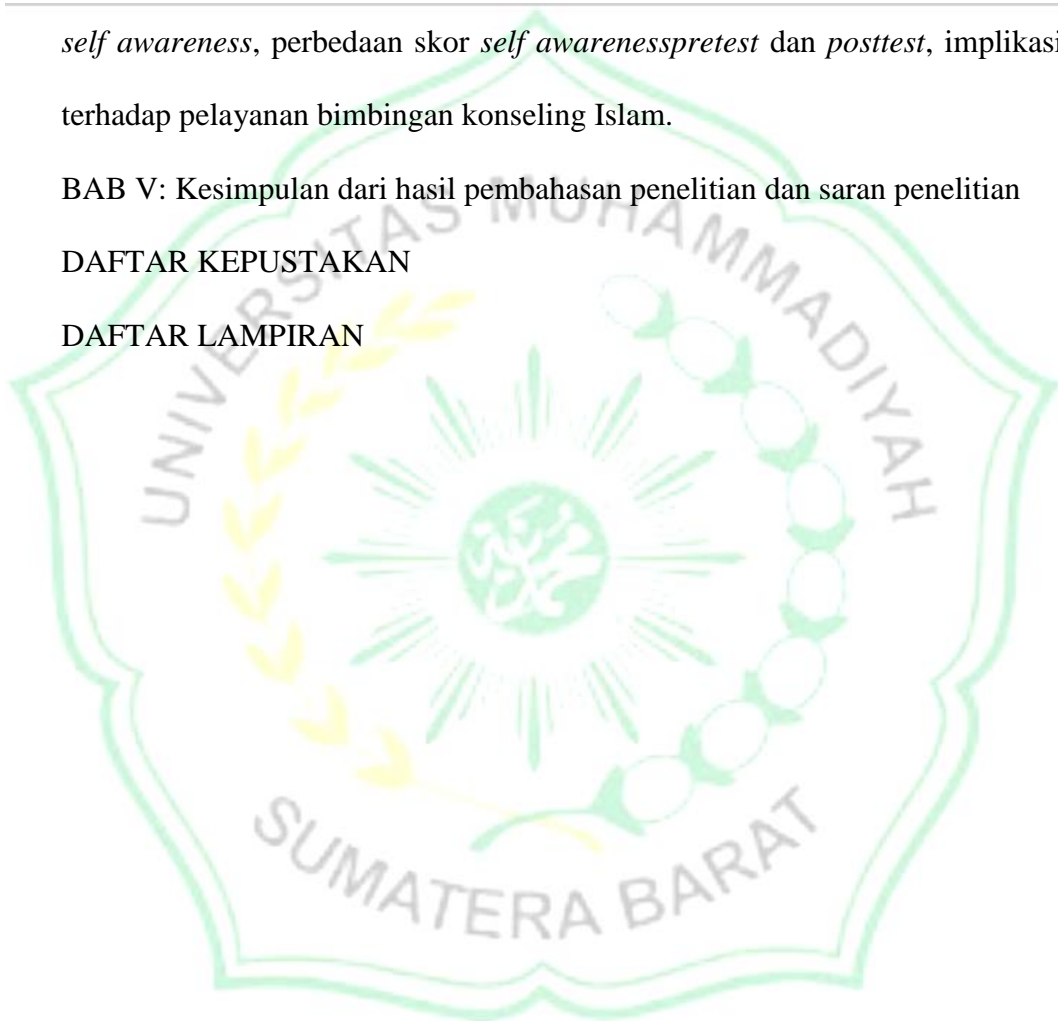 self awareness, perbedaan skor self awarenesspretest dan posttest, implikasi
terhadap pelayanan bimbingan konseling Islam.
BAB V: Kesimpulan dari hasil pembahasan penelitian dan saran penelitian
DAFTAR KEPUSTAKAN
DAFTAR LAMPIRAN
UNIVERSITAS MUHAMMADIYAH
SUMATERA BARAT